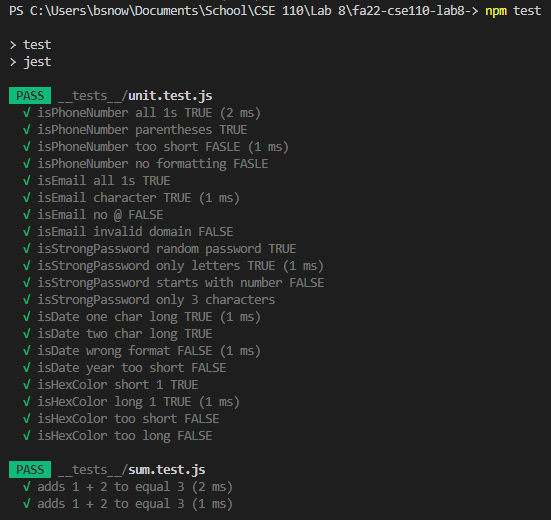 PS C:\Users\bsnow\Documents\School\CSE 110\Lab 8\fa22-cse110-lab8-> npm test
> test
> jest
PASS __tests__/unit.test.js
√ isPhoneNumber all 1s TRUE (2 ms)
√ isPhoneNumber parentheses TRUE
√ isPhoneNumber too short FASLE (1 ms)
√ isPhoneNumber no formatting FASLE
√ isEmail all 1s TRUE
√ isEmail character TRUE (1 ms)
√ isEmail no @ FALSE
√ isEmail invalid domain FALSE
√ isStrongPassword random password TRUE
√ isStrongPassword only letters TRUE (1 ms)
√ isStrongPassword starts with number FALSE
√ isStrongPassword only 3 characters
√ isDate one char long TRUE (1 ms)
√ isDate two char long TRUE
√ isDate wrong format FALSE (1 ms)
√ isDate year too short FALSE
√ isHexColor short 1 TRUE
√ isHexColor long 1 TRUE (1 ms)
√ isHexColor too short FALSE
√ isHexColor too long FALSE
PASS __tests__/sum.test.js
√ adds 1 + 2 to equal 3 (2 ms)
√ adds 1 + 2 to equal 3 (1 ms)